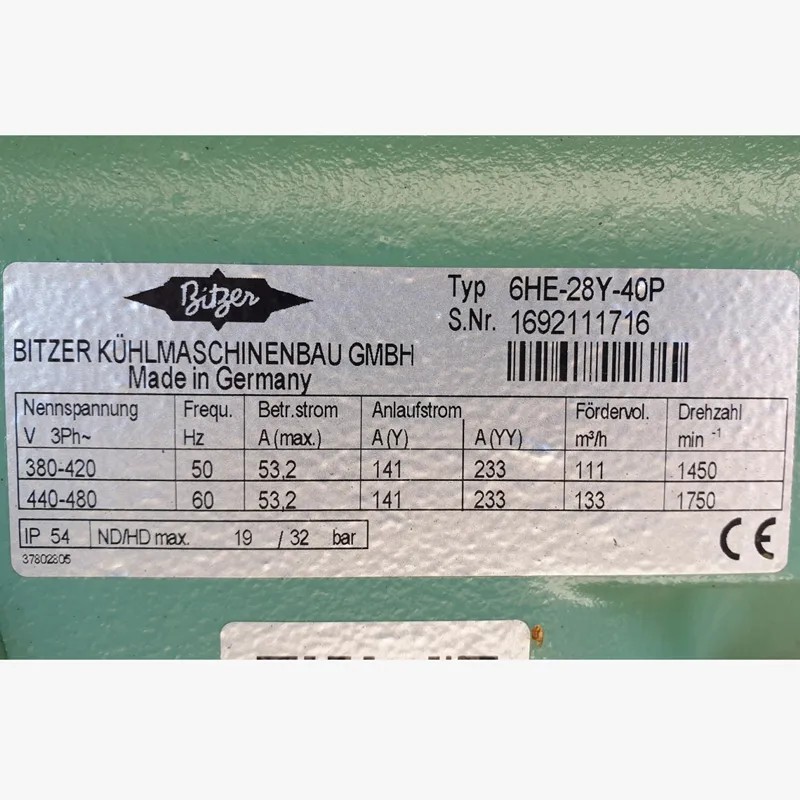 Bitzer
Typ 6HE-28Y-40P
S.Nr. 1692111716
BITZER KÜHLMASCHINENBAU GMBH
Made in Germany
Nennspannung Frequ. Betr.strom Anlaufstrom Fördervol. Drehzahl
V 3Ph~ Hz A (max.) A (Y) A (YY) m³/h min -1
380-420 50 53,2 141 233 111 1450
440-480 60 53,2 141 233 133 1750
IP 54 ND/HD max. 19 / 32 bar
CE
37802805